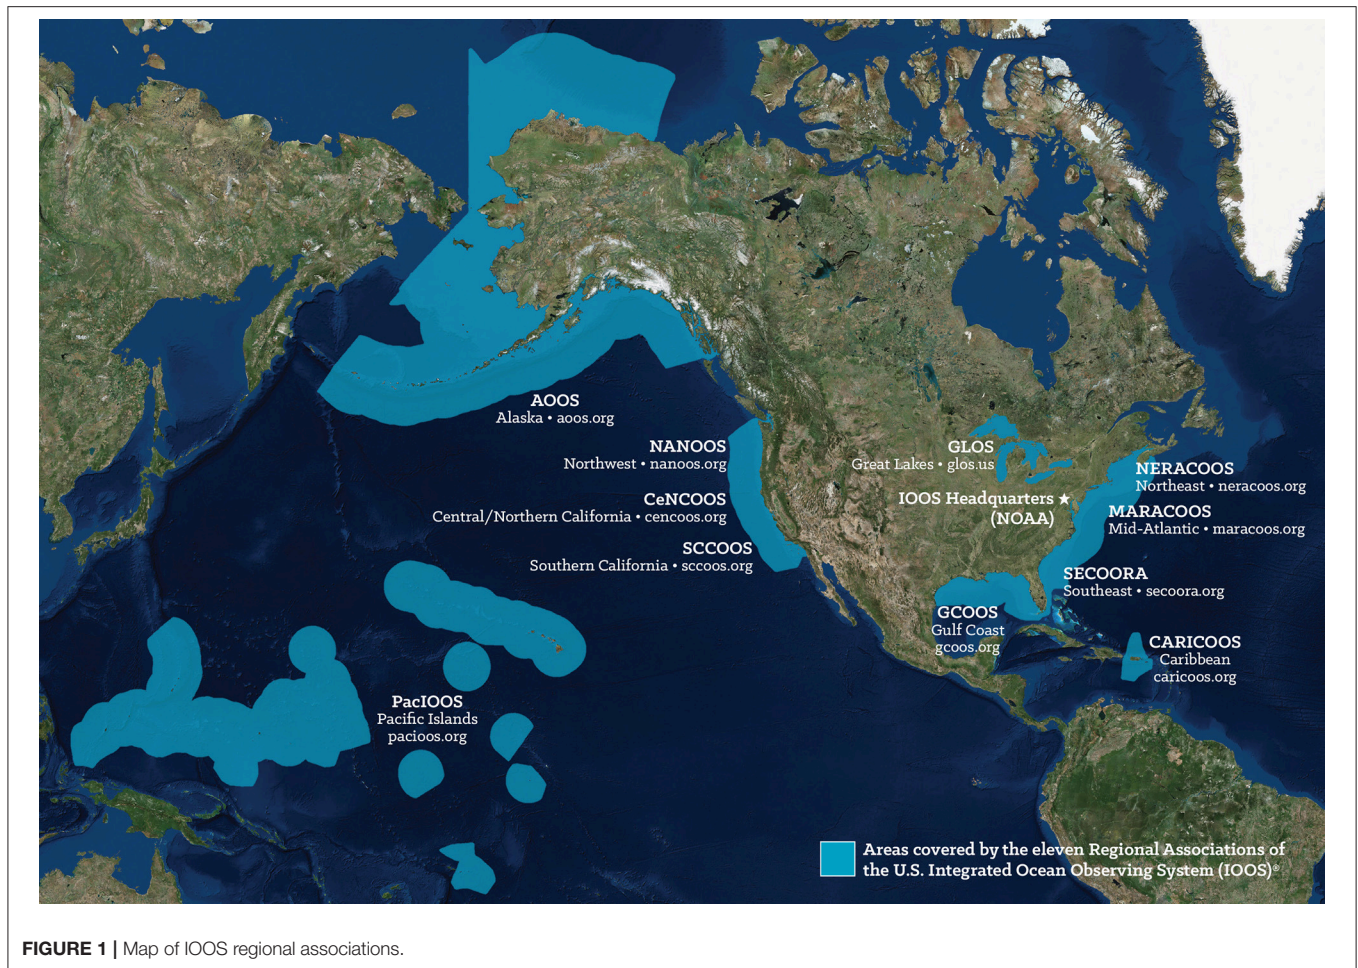 AOOS
Alaska • aoos.org
NANOOS
Northwest • nanoos.org
CeNCOOS
Central/Northern California • cencoos.org
SCCOOS
Southern California • sccoos.org
GLOS
Great Lakes • glos.us
IOOS Headquarters ★
(NOAA)
NERACOOS
Northeast • neracoos.org
MARACOOS
Mid-Atlantic • maracoos.org
SECOORA
Southeast • secoora.org
GCOOS
Gulf Coast
gcoos.org
CARICOOS
Caribbean
caricoos.org
PacIOOS
Pacific Islands
pacioos.org
Areas covered by the eleven Regional Associations of
the U.S. Integrated Ocean Observing System (IOOS)®
FIGURE 1 | Map of IOOS regional associations.